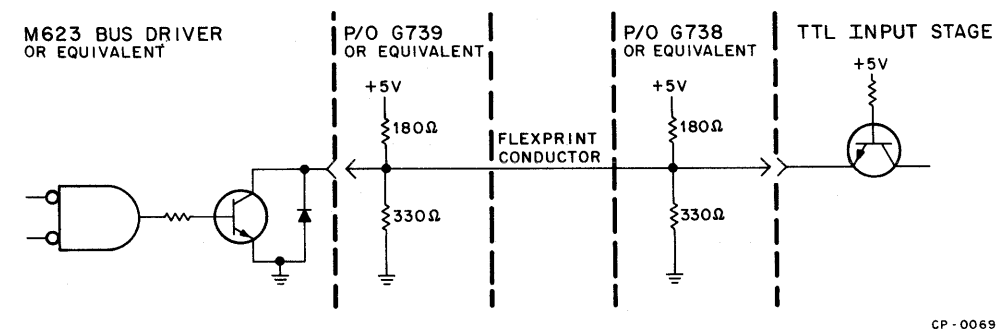 M623 BUS DRIVER
OR EQUIVALENT
P/O G739
OR EQUIVALENT
+5V
180Ω
330Ω
FLEXPRINT
CONDUCTOR
P/O G738
OR EQUIVALENT
+5V
180Ω
330Ω
TTL INPUT STAGE
+5V
CP-0069